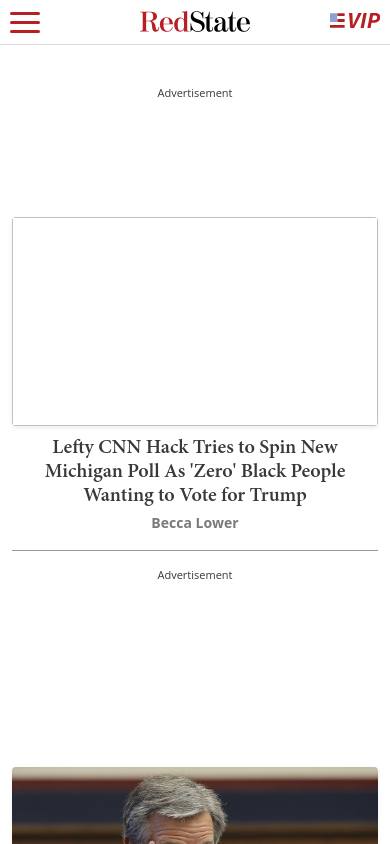 RedState
VIP
Advertisement
Lefty CNN Hack Tries to Spin New
Michigan Poll As 'Zero' Black People
Wanting to Vote for Trump
Becca Lower
Advertisement